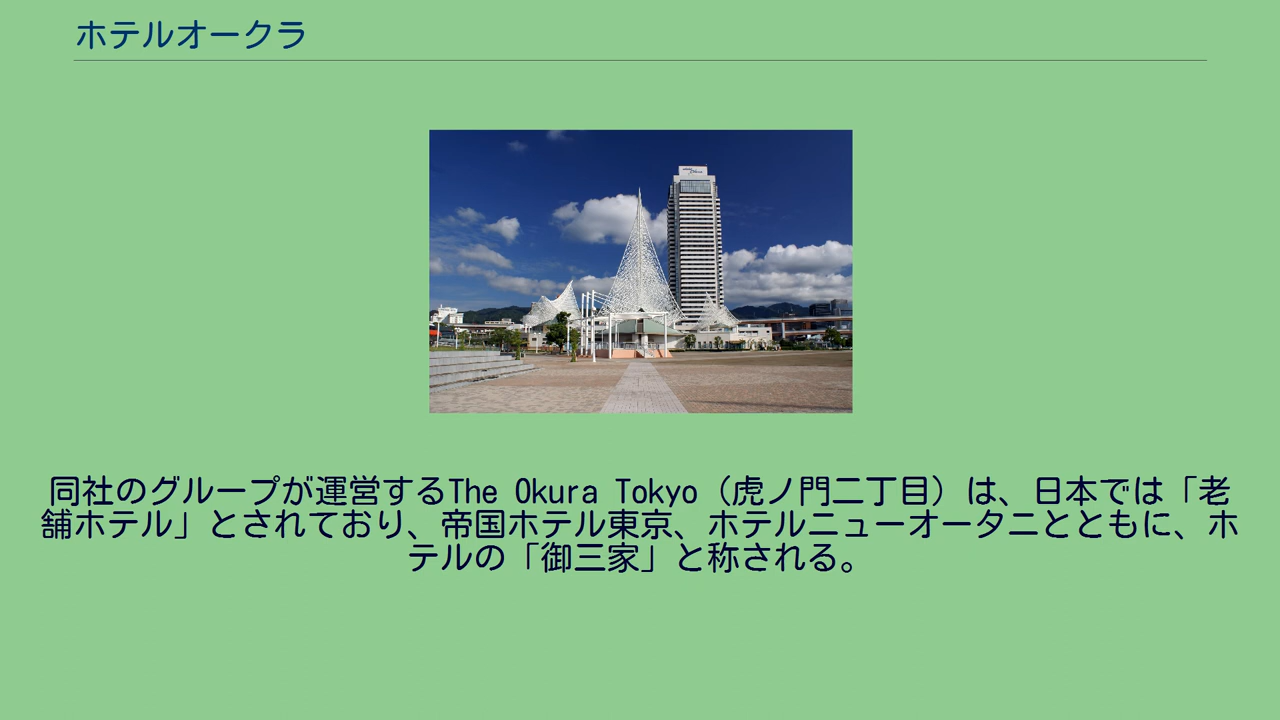 ホテルオークラ
同社のグループが運営するThe Okura Tokyo（虎ノ門二丁目）は、日本では「老
舗ホテル」とされており、帝国ホテル東京、ホテルニューオータニとともに、ホ
テルの「御三家」と称される。